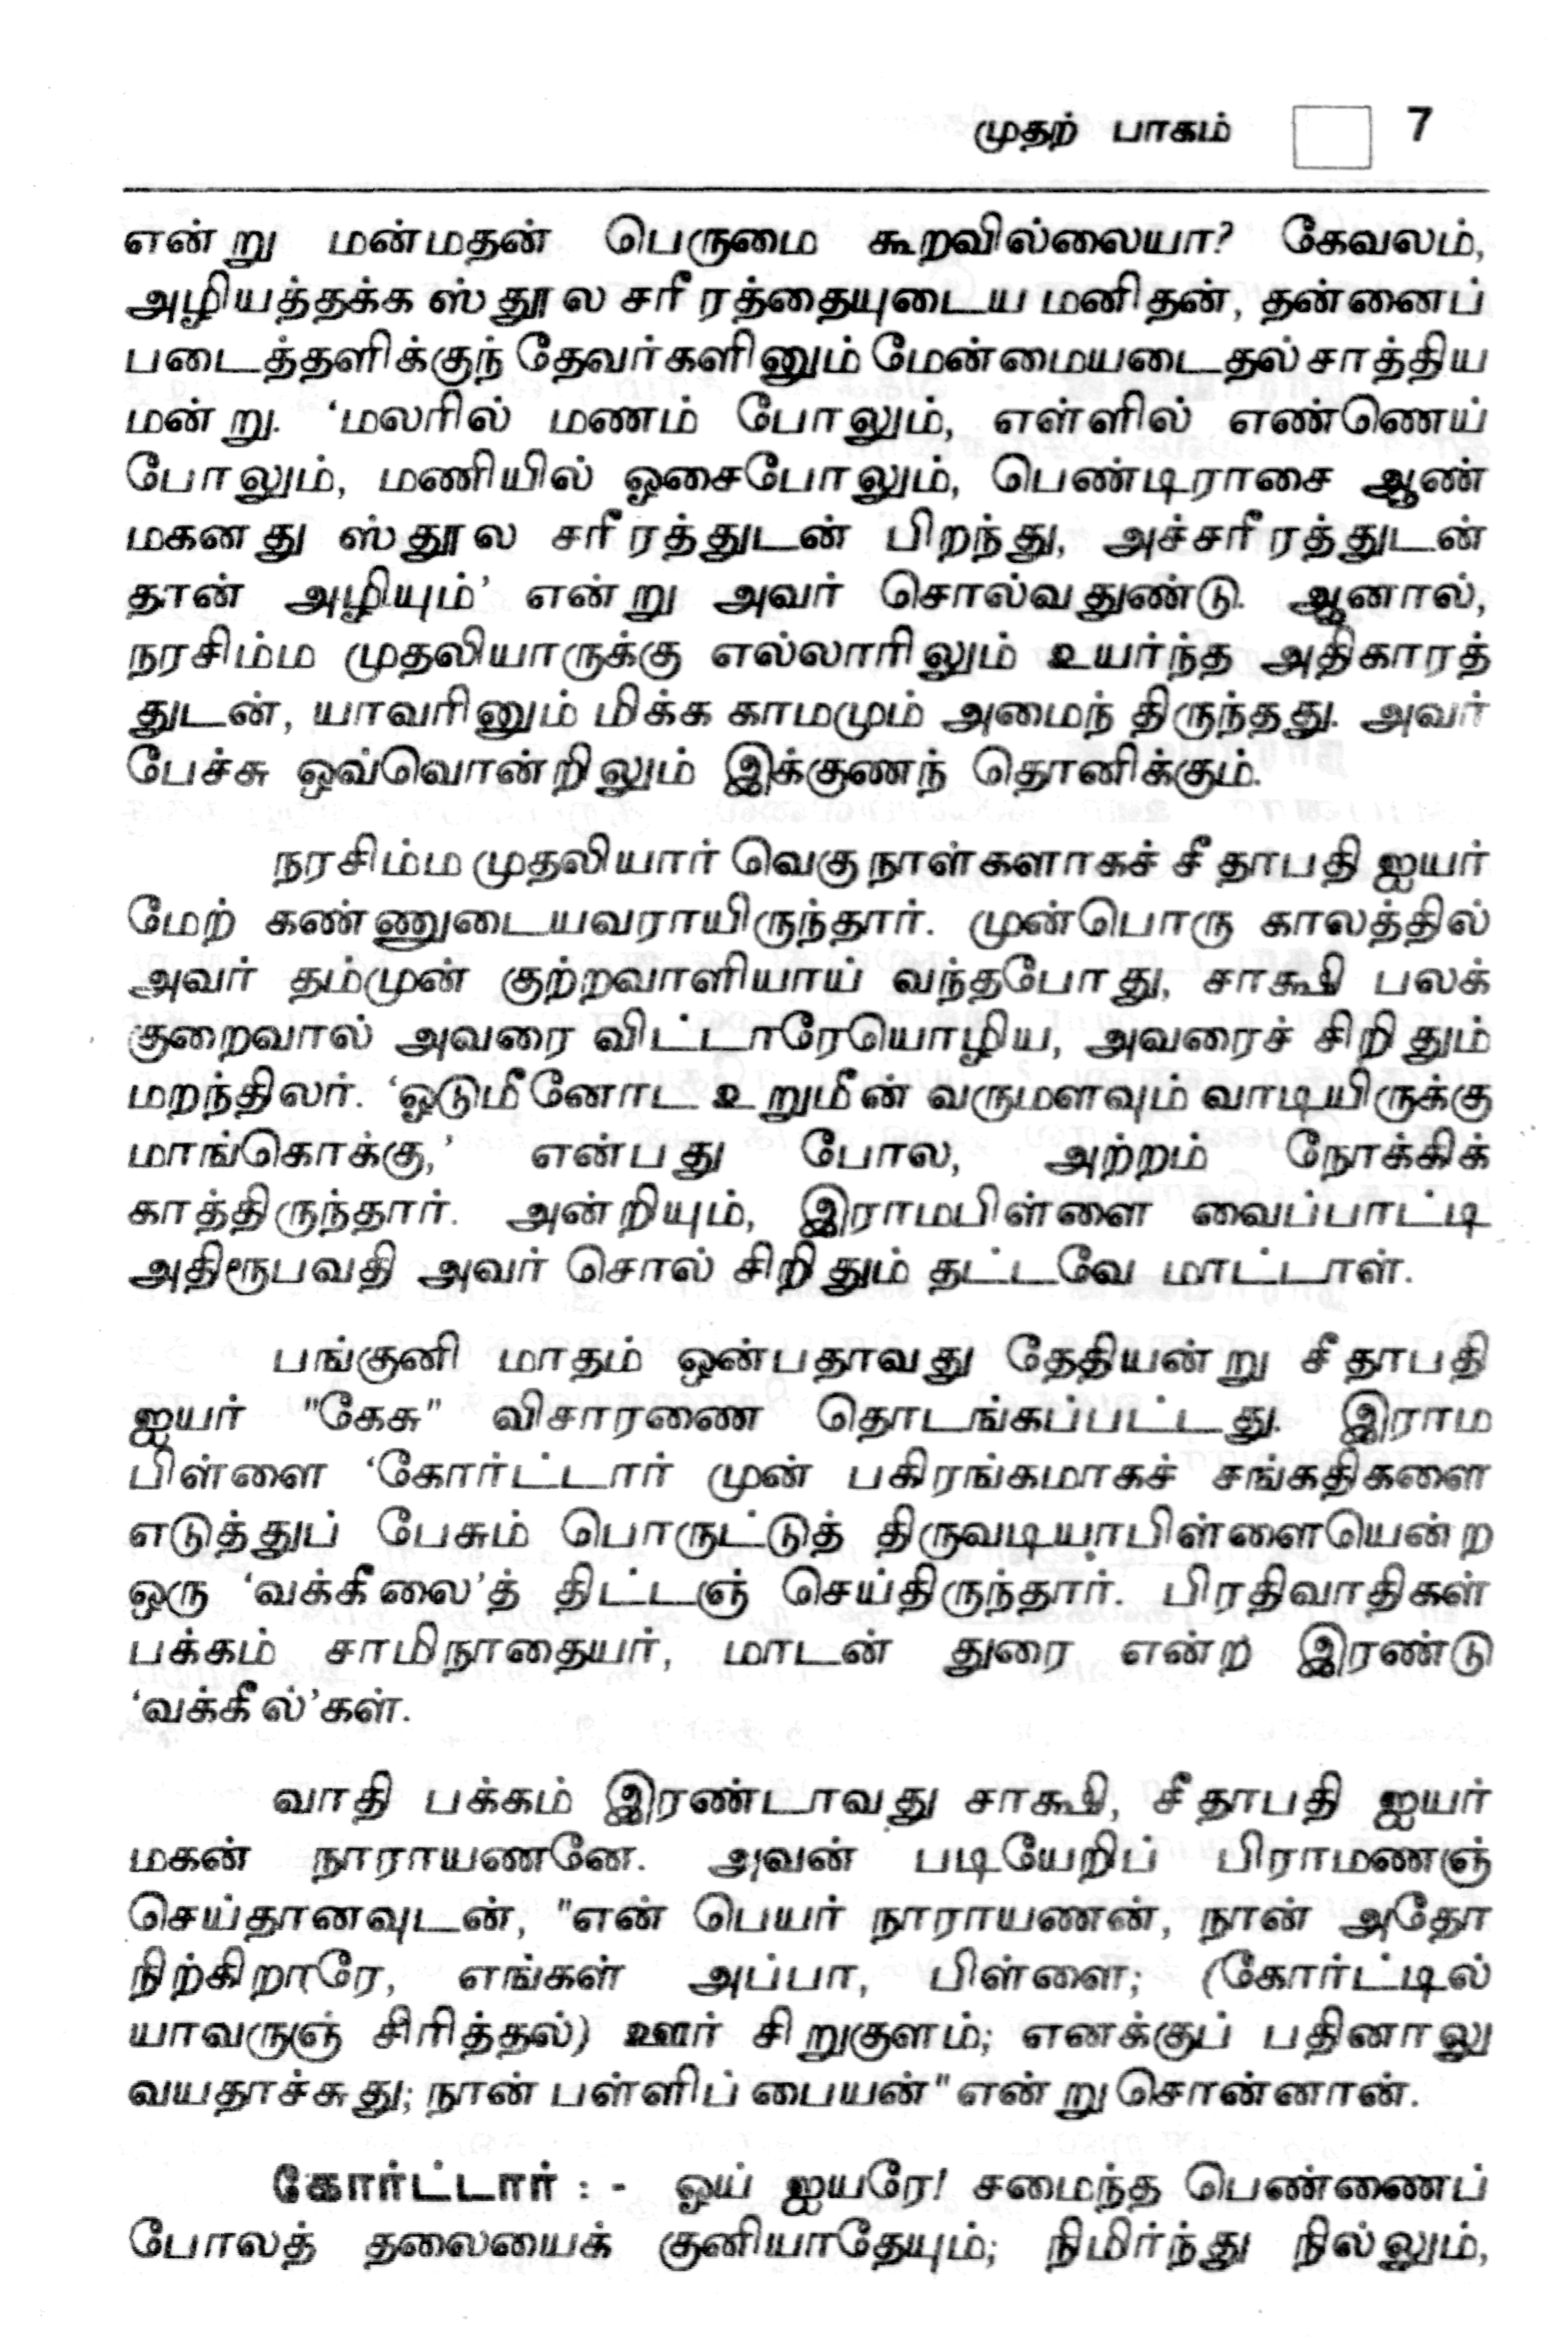 முதற் பாகம் 7
என்று மன்மதன் பெருமை கூறவில்லையா? கேவலம்,
அழியத்தக்க ஸ்தூல சரீரத்தையுடைய மனிதன், தன்னைப்
படைத்தளிக்குந் தேவர்களினும் மேன்மையடைதல் சாத்திய
மன்று. ‘மலரில் மணம் போலும், எள்ளில் எண்ணெய்
போலும், மணியில் ஓசைபோலும், பெண்டிராசை ஆண்
மகனது ஸ்தூல சரீரத்துடன் பிறந்து, அச்சரீரத்துடன்
தான் அழியும்’ என்று அவர் சொல்வதுண்டு. ஆனால்,
நரசிம்ம முதலியாருக்கு எல்லாரிலும் உயர்ந்த அதிகாரத்
துடன், யாவரினும் மிக்க காமமும் அமைந்திருந்தது. அவர்
பேச்சு ஒவ்வொன்றிலும் இக்குணந் தொனிக்கும்.
நரசிம்ம முதலியார் வெகு நாள்களாகச் சீதாபதி ஐயர்
மேற் கண்ணுடையவராயிருந்தார். முன்பொரு காலத்தில்
அவர் தம்முன் குற்றவாளியாய் வந்தபோது, சாக்ஷி பலக்
குறைவால் அவரை விட்டாரேயொழிய, அவரைச் சிறிதும்
மறந்திலர். ‘ஓடுமீனோட உறுமீன் வருமளவும் வாடியிருக்கு
மாங்கொக்கு,’ என்பது போல, அற்றம் நோக்கிக்
காத்திருந்தார். அன்றியும், இராமபிள்ளை வைப்பாட்டி
அதிரூபவதி அவர் சொல் சிறிதும் தட்டவே மாட்டாள்.
பங்குனி மாதம் ஒன்பதாவது தேதியன்று சீதாபதி
ஐயர் "கேசு" விசாரணை தொடங்கப்பட்டது. இராம
பிள்ளை ‘கோர்ட்டார் முன் பகிரங்கமாகச் சங்கதிகளை
எடுத்துப் பேசும் பொருட்டுத் திருவடியாபிள்ளையென்ற
ஒரு ‘வக்கீலை’த் திட்டஞ் செய்திருந்தார். பிரதிவாதிகள்
பக்கம் சாமிநாதையர், மாடன் துரை என்ற இரண்டு
‘வக்கீல்’கள்.
வாதி பக்கம் இரண்டாவது சாக்ஷி, சீதாபதி ஐயர்
மகன் நாராயணனே. அவன் படியேறிப் பிராமணஞ்
செய்தானவுடன், "என் பெயர் நாராயணன், நான் அதோ
நிற்கிறாரே, எங்கள் அப்பா, பிள்ளை; (கோர்ட்டில்
யாவருஞ் சிரித்தல்) ஊர் சிறுகுளம்; எனக்குப் பதினாலு
வயதாச்சுது; நான் பள்ளிப் பையன்" என்று சொன்னான்.
கோர்ட்டார் : - ஓய் ஐயரே! சமைந்த பெண்ணைப்
போலத் தலையைக் குனியாதேயும்; நிமிர்ந்து நில்லும்,